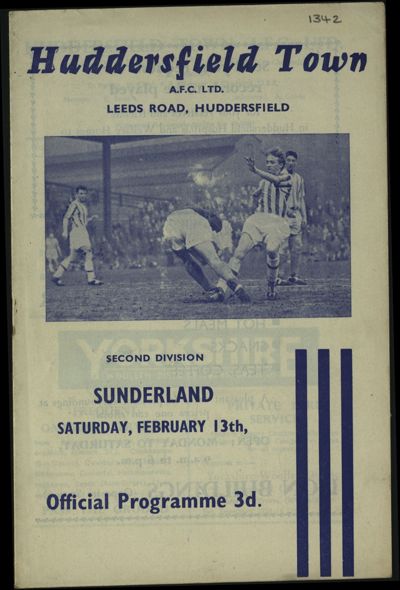 1342
Huddersfield Town
A.F.C. LTD.
LEEDS ROAD, HUDDERSFIELD
SECOND DIVISION
SUNDERLAND
SATURDAY, FEBRUARY 13th,
Official Programme 3d.